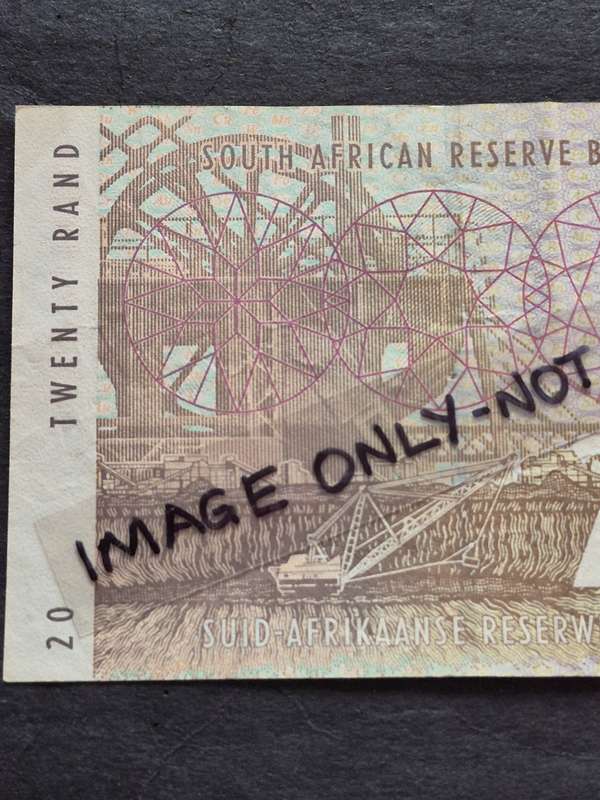 SOUTH AFRICAN RESERVE B
TWENTY RAND
IMAGE ONLY-NOT
20
SUID-AFRIKAANSE RESERW